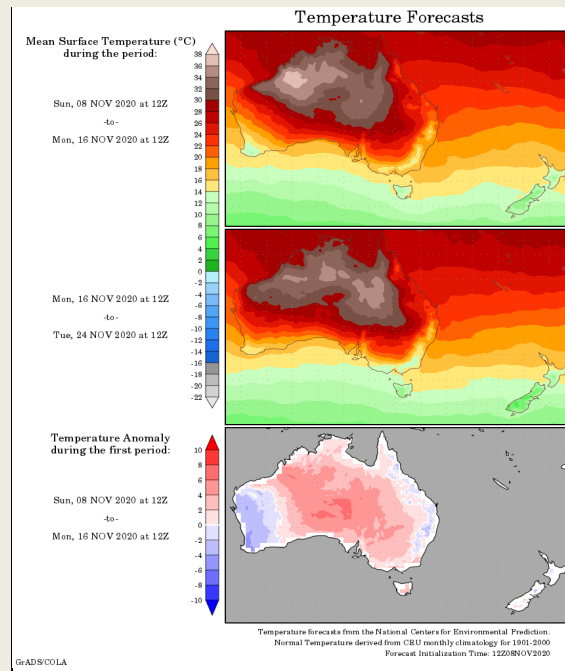 Temperature Forecasts
Mean Surface Temperature (°C)
during the period:
Sun, 08 NOV 2020 at 12Z
-to-
Mon, 16 NOV 2020 at 12Z
38
36
34
32
30
28
26
24
22
20
18
16
14
12
10
8
6
4
2
0
-2
-4
-6
-8
-10
-12
-14
-16
-18
-20
-22
Mon, 16 NOV 2020 at 12Z
-to-
Tue, 24 NOV 2020 at 12Z
Temperature Anomaly
during the first period:
Sun, 08 NOV 2020 at 12Z
-to-
Mon, 16 NOV 2020 at 12Z
10
8
6
4
2
0
-2
-4
-6
-8
-10
Temperature forecasts from the National Centers for Environmental Prediction.
Normal Temperature derived from CRU monthly climatology for 1901-2000
Forecast Initialization Time: 12Z08NOV2020
GrADS/COLA